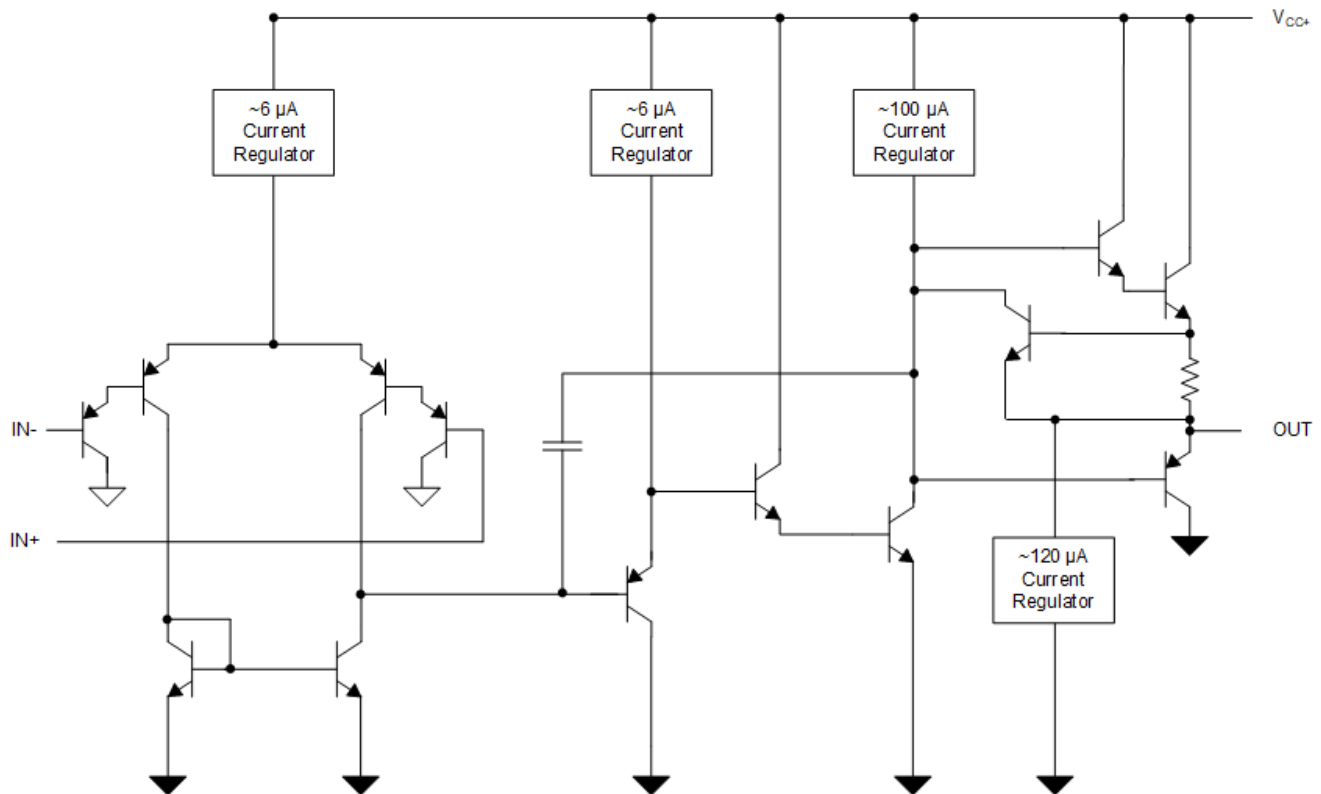 V_CC+
~6 µA
Current
Regulator
~6 µA
Current
Regulator
~100 µA
Current
Regulator
IN-
OUT
IN+
~120 µA
Current
Regulator